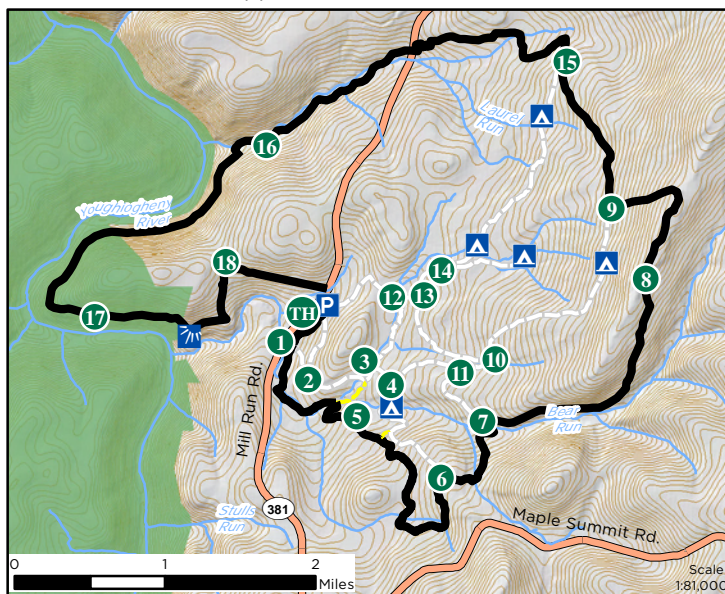 15
Laurel
Run
16
Youghiogheny
River
9
18
14
8
P
12
13
TH
17
1
3
10
11
2
4
Mill Run Rd.
5
7
Bear
Run
6
Stulls
Run
381
Maple Summit Rd.
0 1 2
Miles
Scale
1:81,000